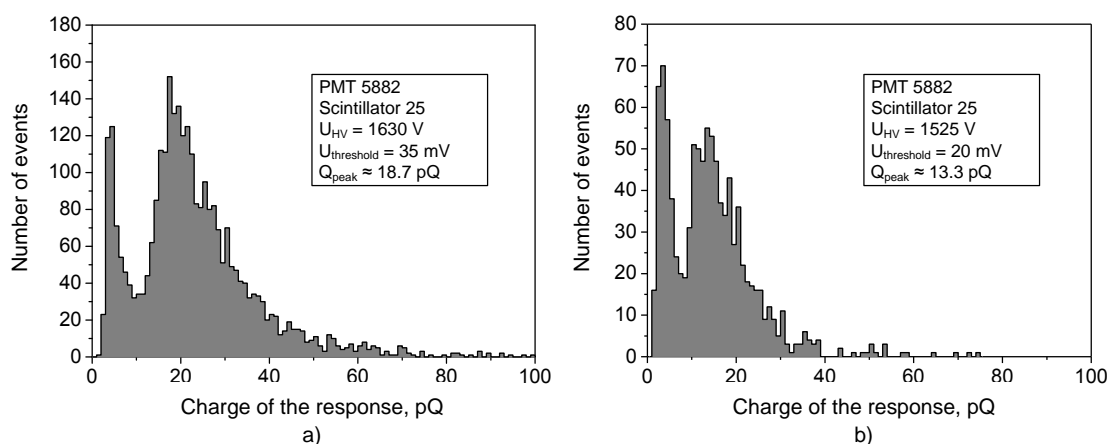 180
160
140
120
100
80
60
40
20
0
Number of events
PMT 5882
Scintillator 25
U_HV = 1630 V
U_threshold = 35 mV
Q_peak ≈ 18.7 pQ
0 20 40 60 80 100
Charge of the response, pQ
a)
80
70
60
50
40
30
20
10
0
Number of events
PMT 5882
Scintillator 25
U_HV = 1525 V
U_threshold = 20 mV
Q_peak ≈ 13.3 pQ
0 20 40 60 80 100
Charge of the response, pQ
b)